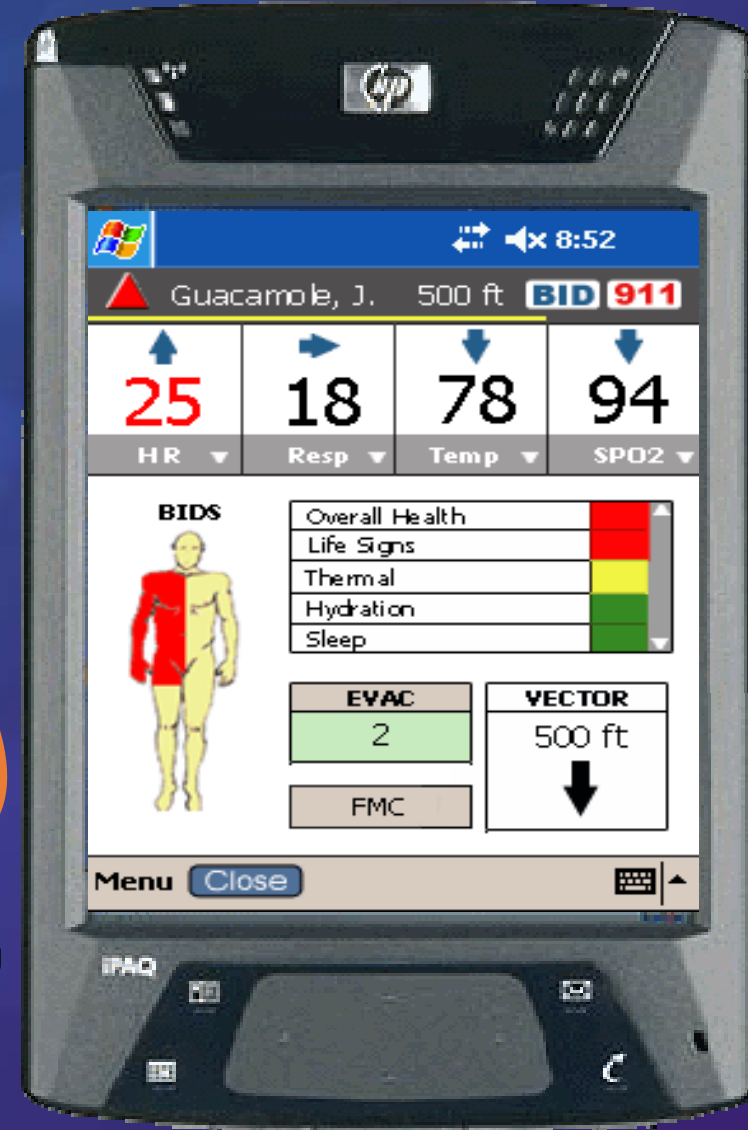 hp
8:52
Guacamole, J. 500 ft BID 911
25 18 78 94
HR Resp Temp SPO2
BIDS
Overall Health
Life Signs
Thermal
Hydration
Sleep
EVAC
2
FMC
VECTOR
500 ft
Menu Close
iPAQ